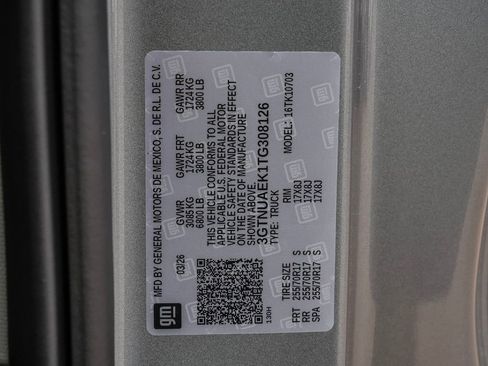 MFD BY GENERAL MOTORS DE MEXICO, S. DE R.L. DE C.V.
03/26 GVWR GAWR FRT GAWR RR
3085 KG 1724 KG 1724 KG
6800 LB 3800 LB 3800 LB
THIS VEHICLE CONFORMS TO ALL
APPLICABLE U.S. FEDERAL MOTOR
VEHICLE SAFETY STANDARDS IN EFFECT
ON THE DATE OF MANUFACTURE
SHOWN ABOVE.
3GTNUAEK1TG308126
TYPE: TRUCK MODEL: 16TK10703
gm
130H
TIRE SIZE RIM
FRT 255/70R17 S 17X8J
RR 255/70R17 S 17X8J
SPA 255/70R17 S 17X8J